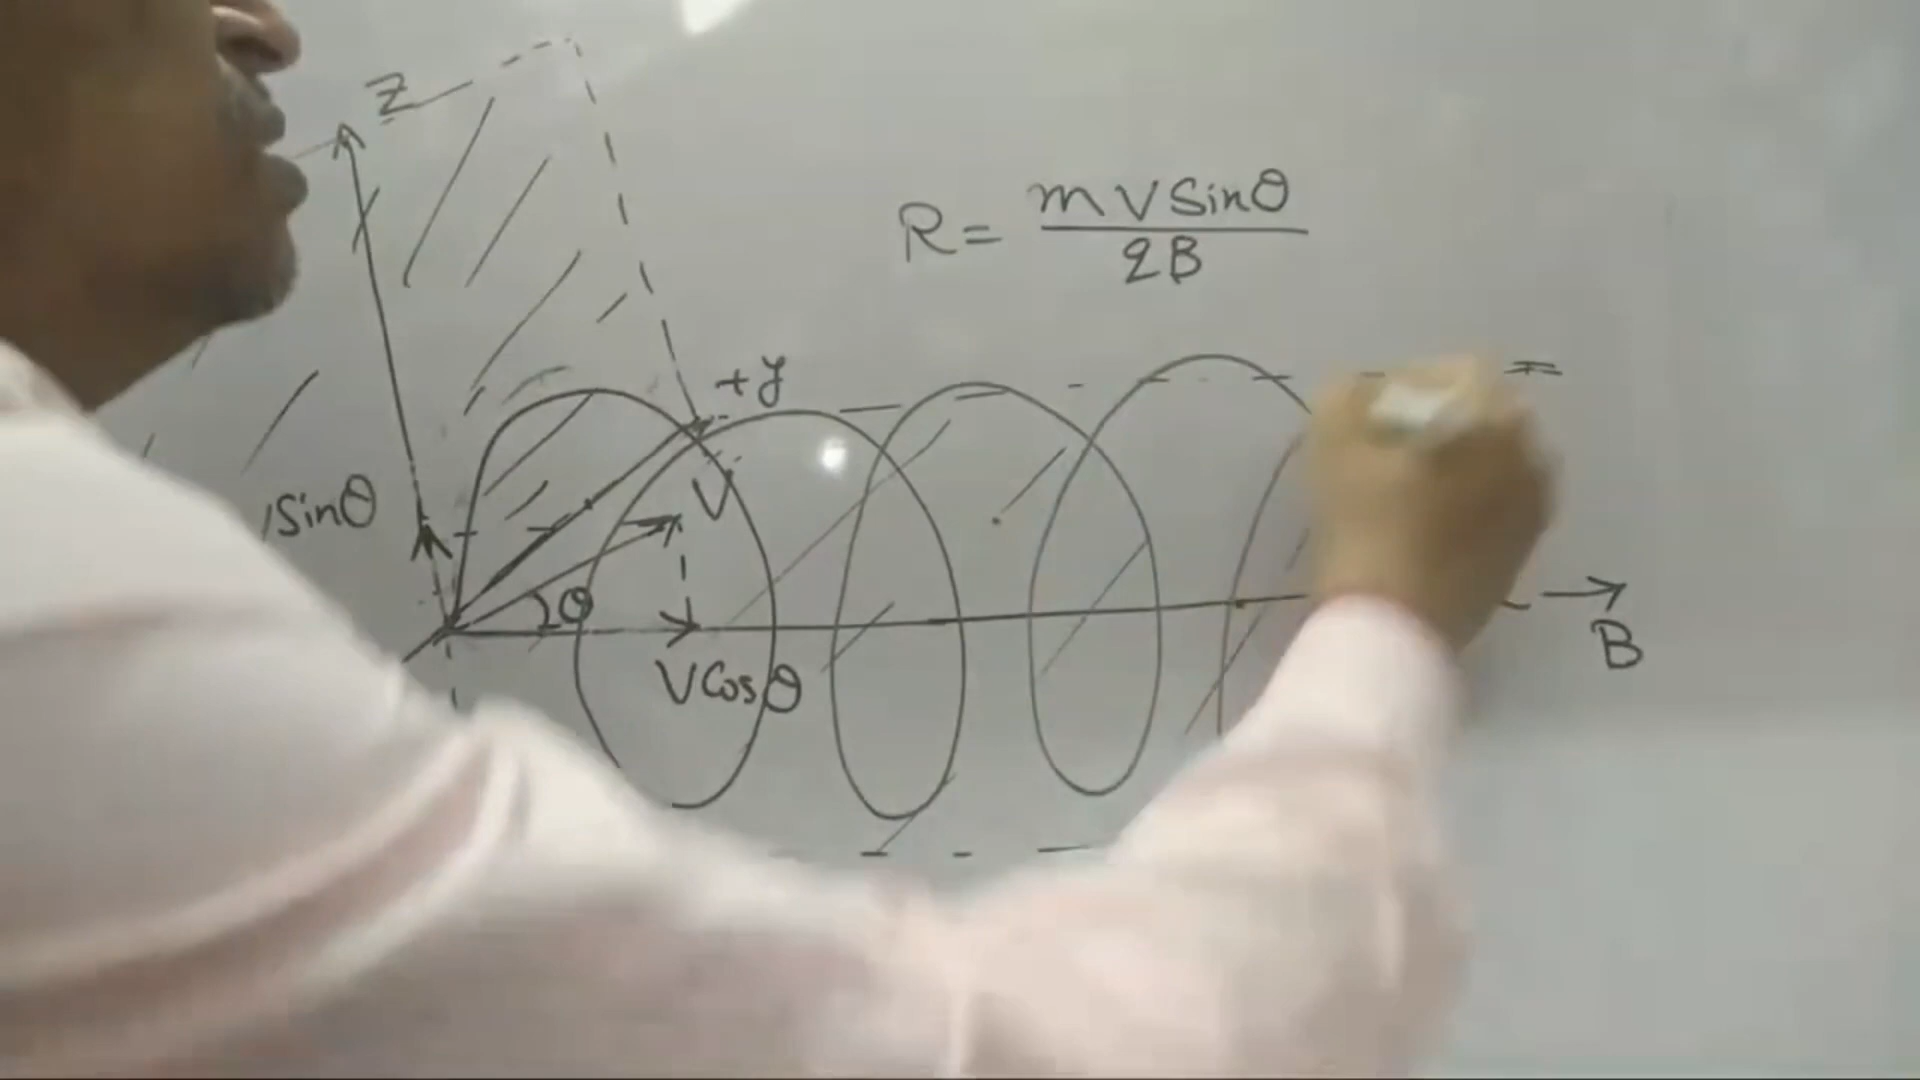 Z
R = mVSinθ / qB
+y
V
Sinθ
θ
B
VCosθ